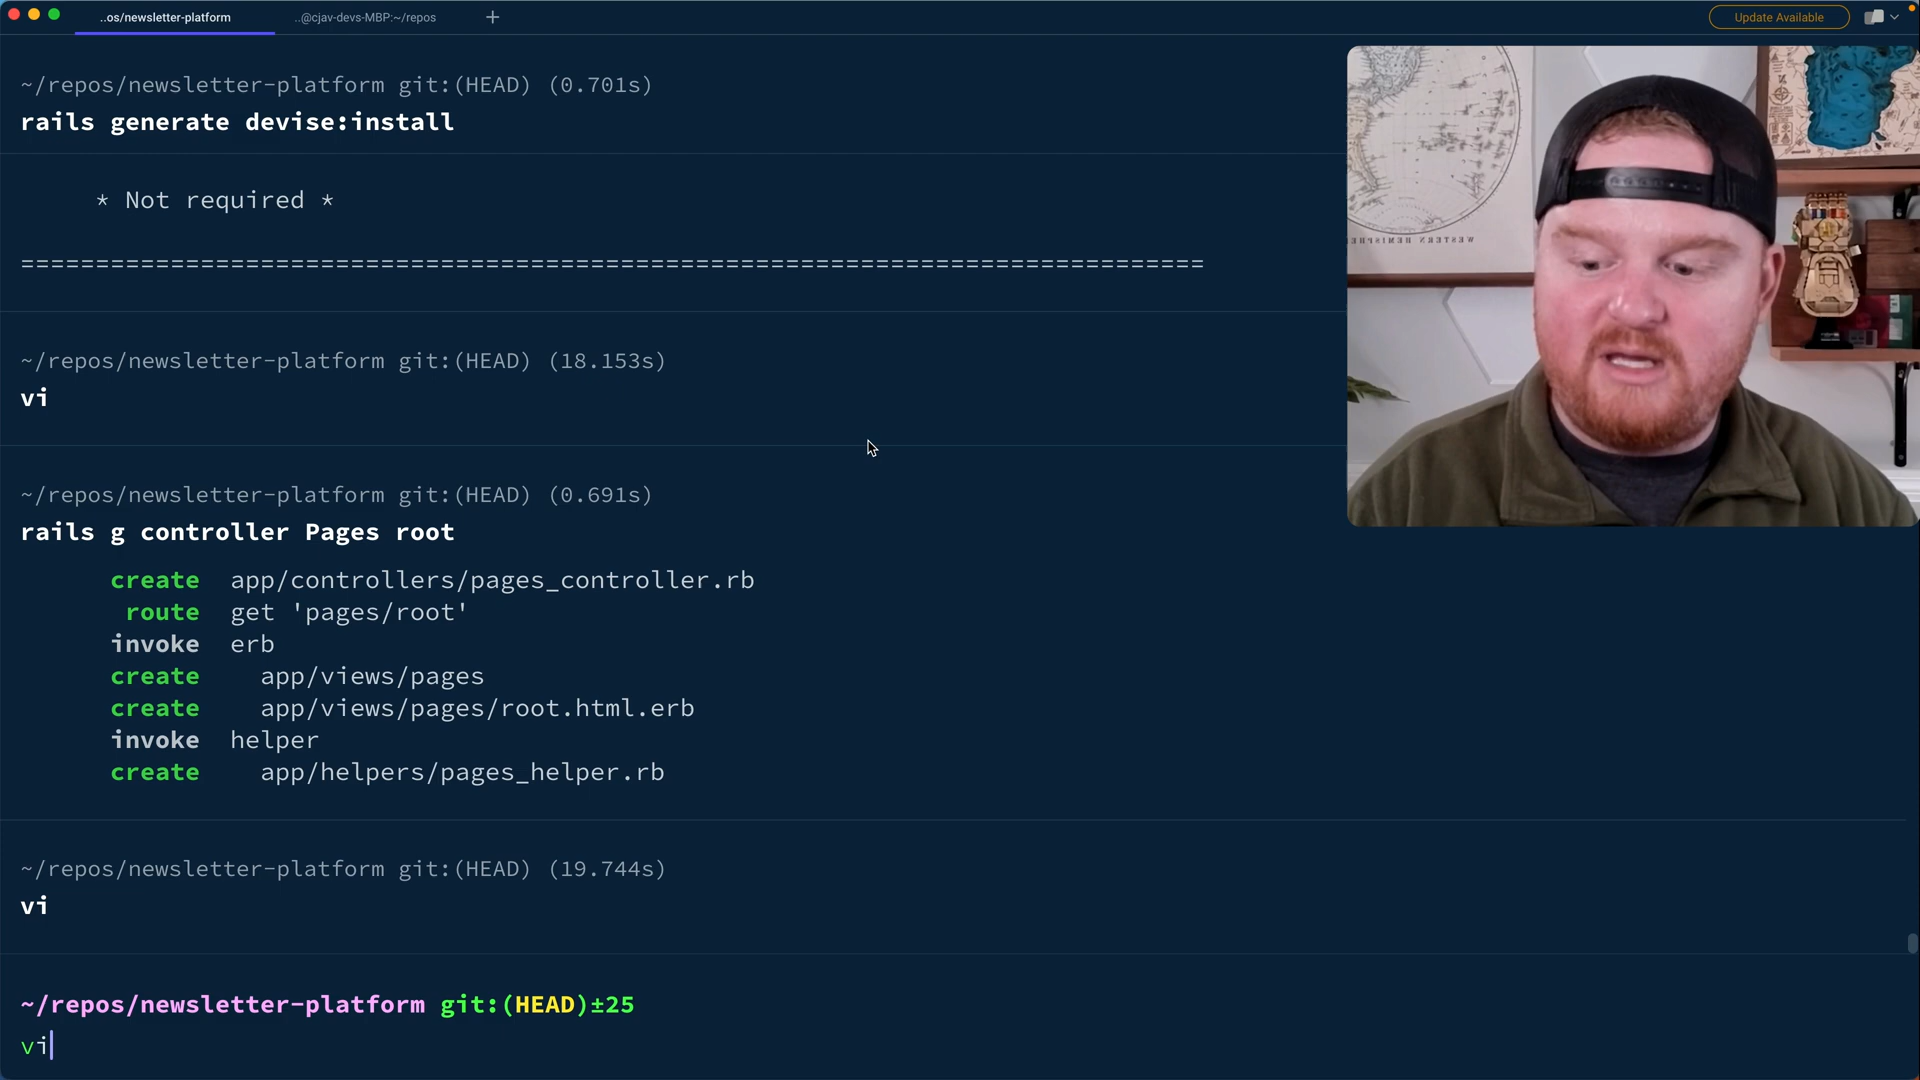 ..os/newsletter-platform
..@cjav-devs-MBP:~/repos
Update Available
~/repos/newsletter-platform git:(HEAD) (0.701s)
rails generate devise:install
* Not required *
===============================================================================
~/repos/newsletter-platform git:(HEAD) (18.153s)
vi
~/repos/newsletter-platform git:(HEAD) (0.691s)
rails g controller Pages root
create app/controllers/pages_controller.rb
route get 'pages/root'
invoke erb
create app/views/pages
create app/views/pages/root.html.erb
invoke helper
create app/helpers/pages_helper.rb
~/repos/newsletter-platform git:(HEAD) (19.744s)
vi
~/repos/newsletter-platform git:(HEAD)±25
vi
WESTERN HEMISPHERE